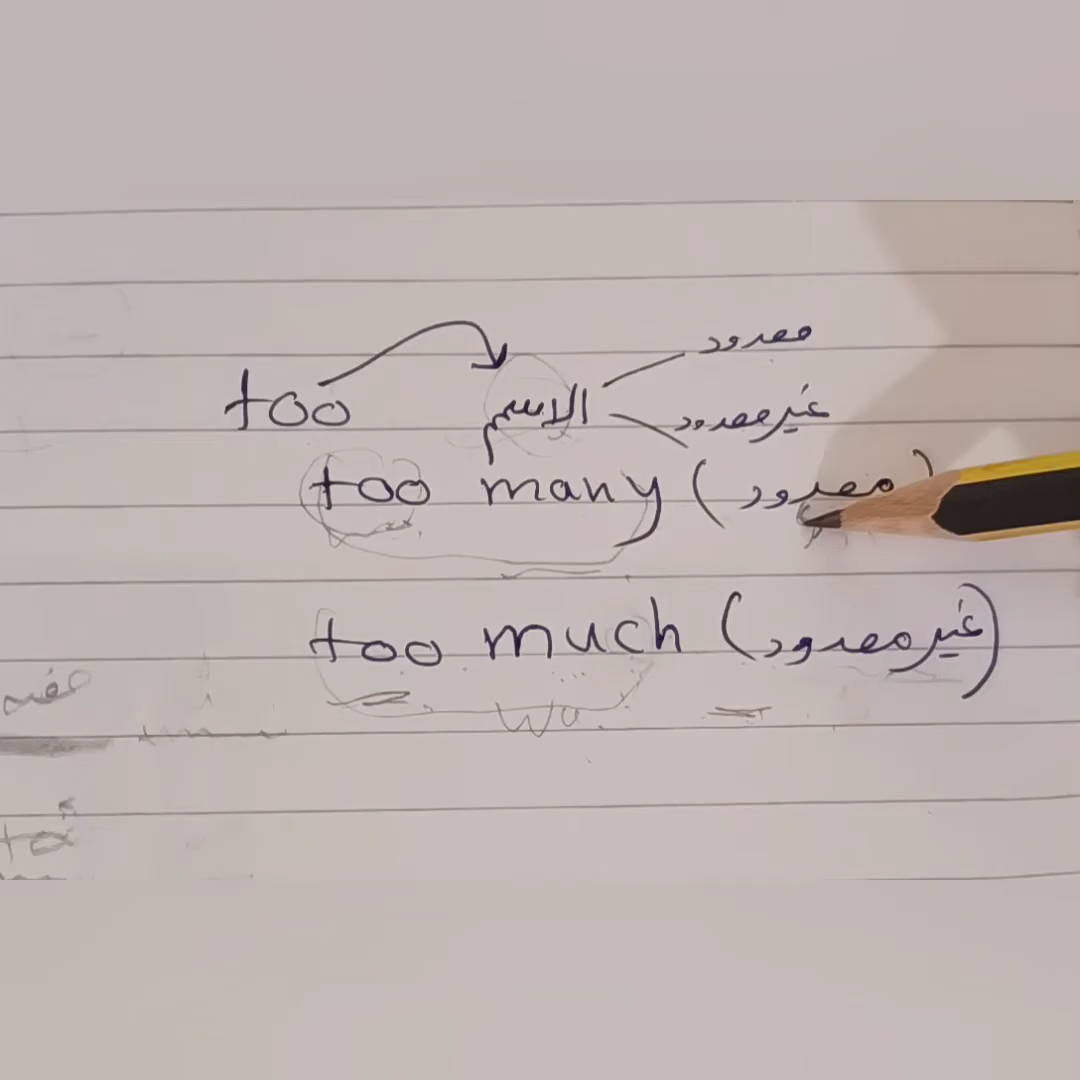 too الاسم معدود
غير معدود
too many (معدود)
too much (غير معدود)